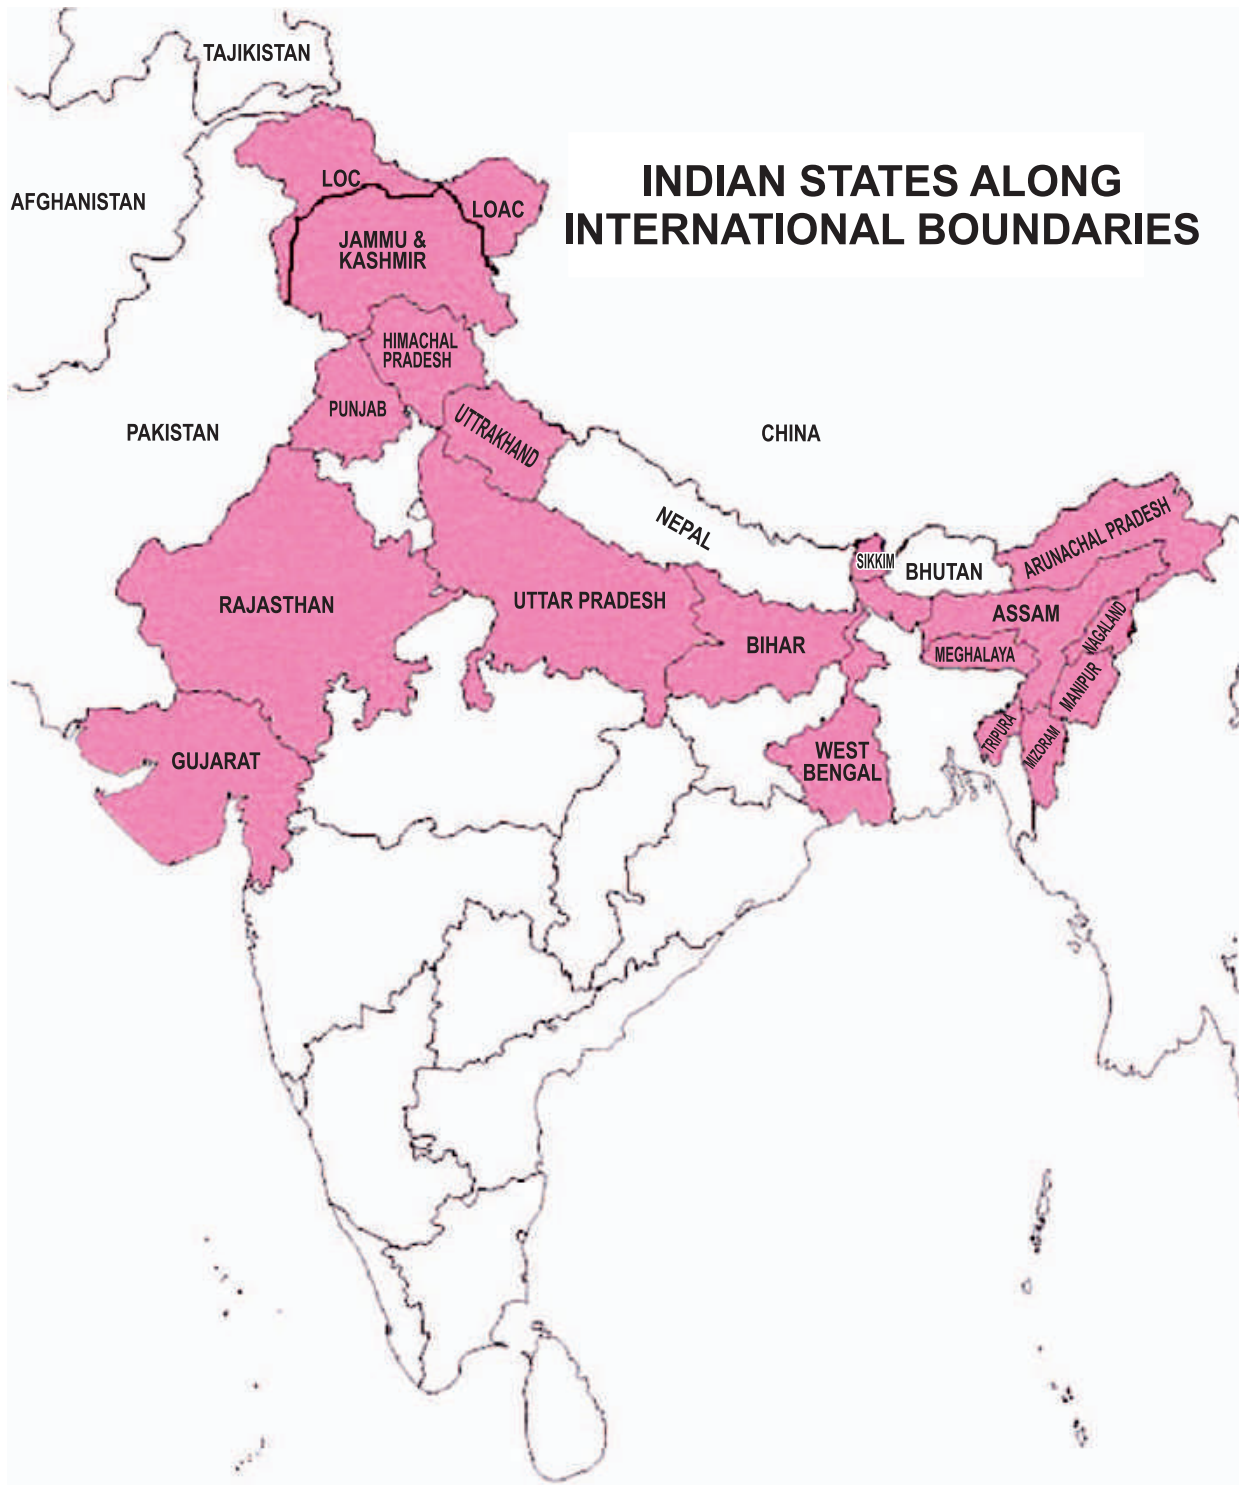 TAJIKISTAN
INDIAN STATES ALONG
INTERNATIONAL BOUNDARIES
AFGHANISTAN
LOC
LOAC
JAMMU &
KASHMIR
HIMACHAL
PRADESH
PUNJAB
UTTRAKHAND
PAKISTAN
CHINA
NEPAL
SIKKIM
BHUTAN
ARUNACHAL PRADESH
RAJASTHAN
UTTAR PRADESH
BIHAR
ASSAM
NAGALAND
MEGHALAYA
MANIPUR
TRIPURA
MIZORAM
GUJARAT
WEST
BENGAL